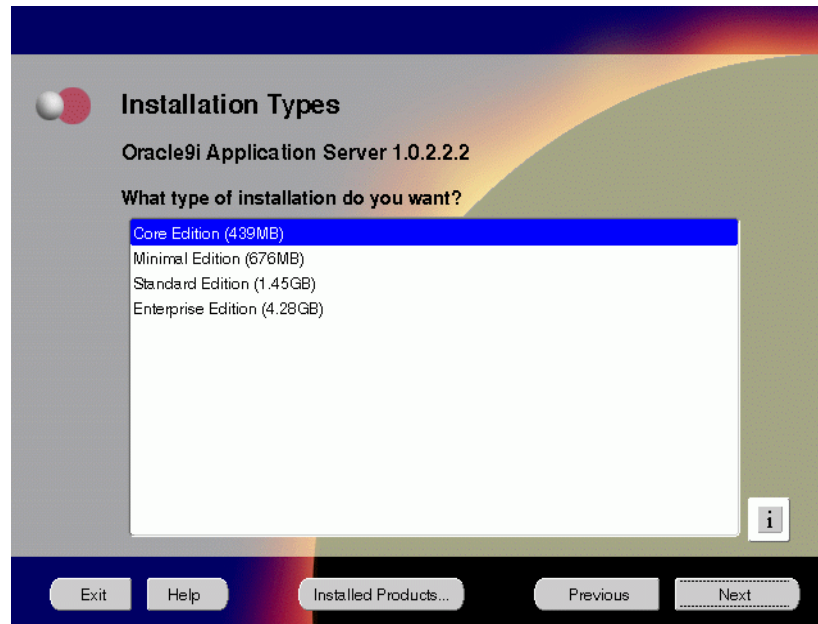 Installation Types
Oracle9i Application Server 1.0.2.2.2
What type of installation do you want?
Core Edition (439MB)
Minimal Edition (676MB)
Standard Edition (1.45GB)
Enterprise Edition (4.28GB)
i
Exit
Help
Installed Products...
Previous
Next